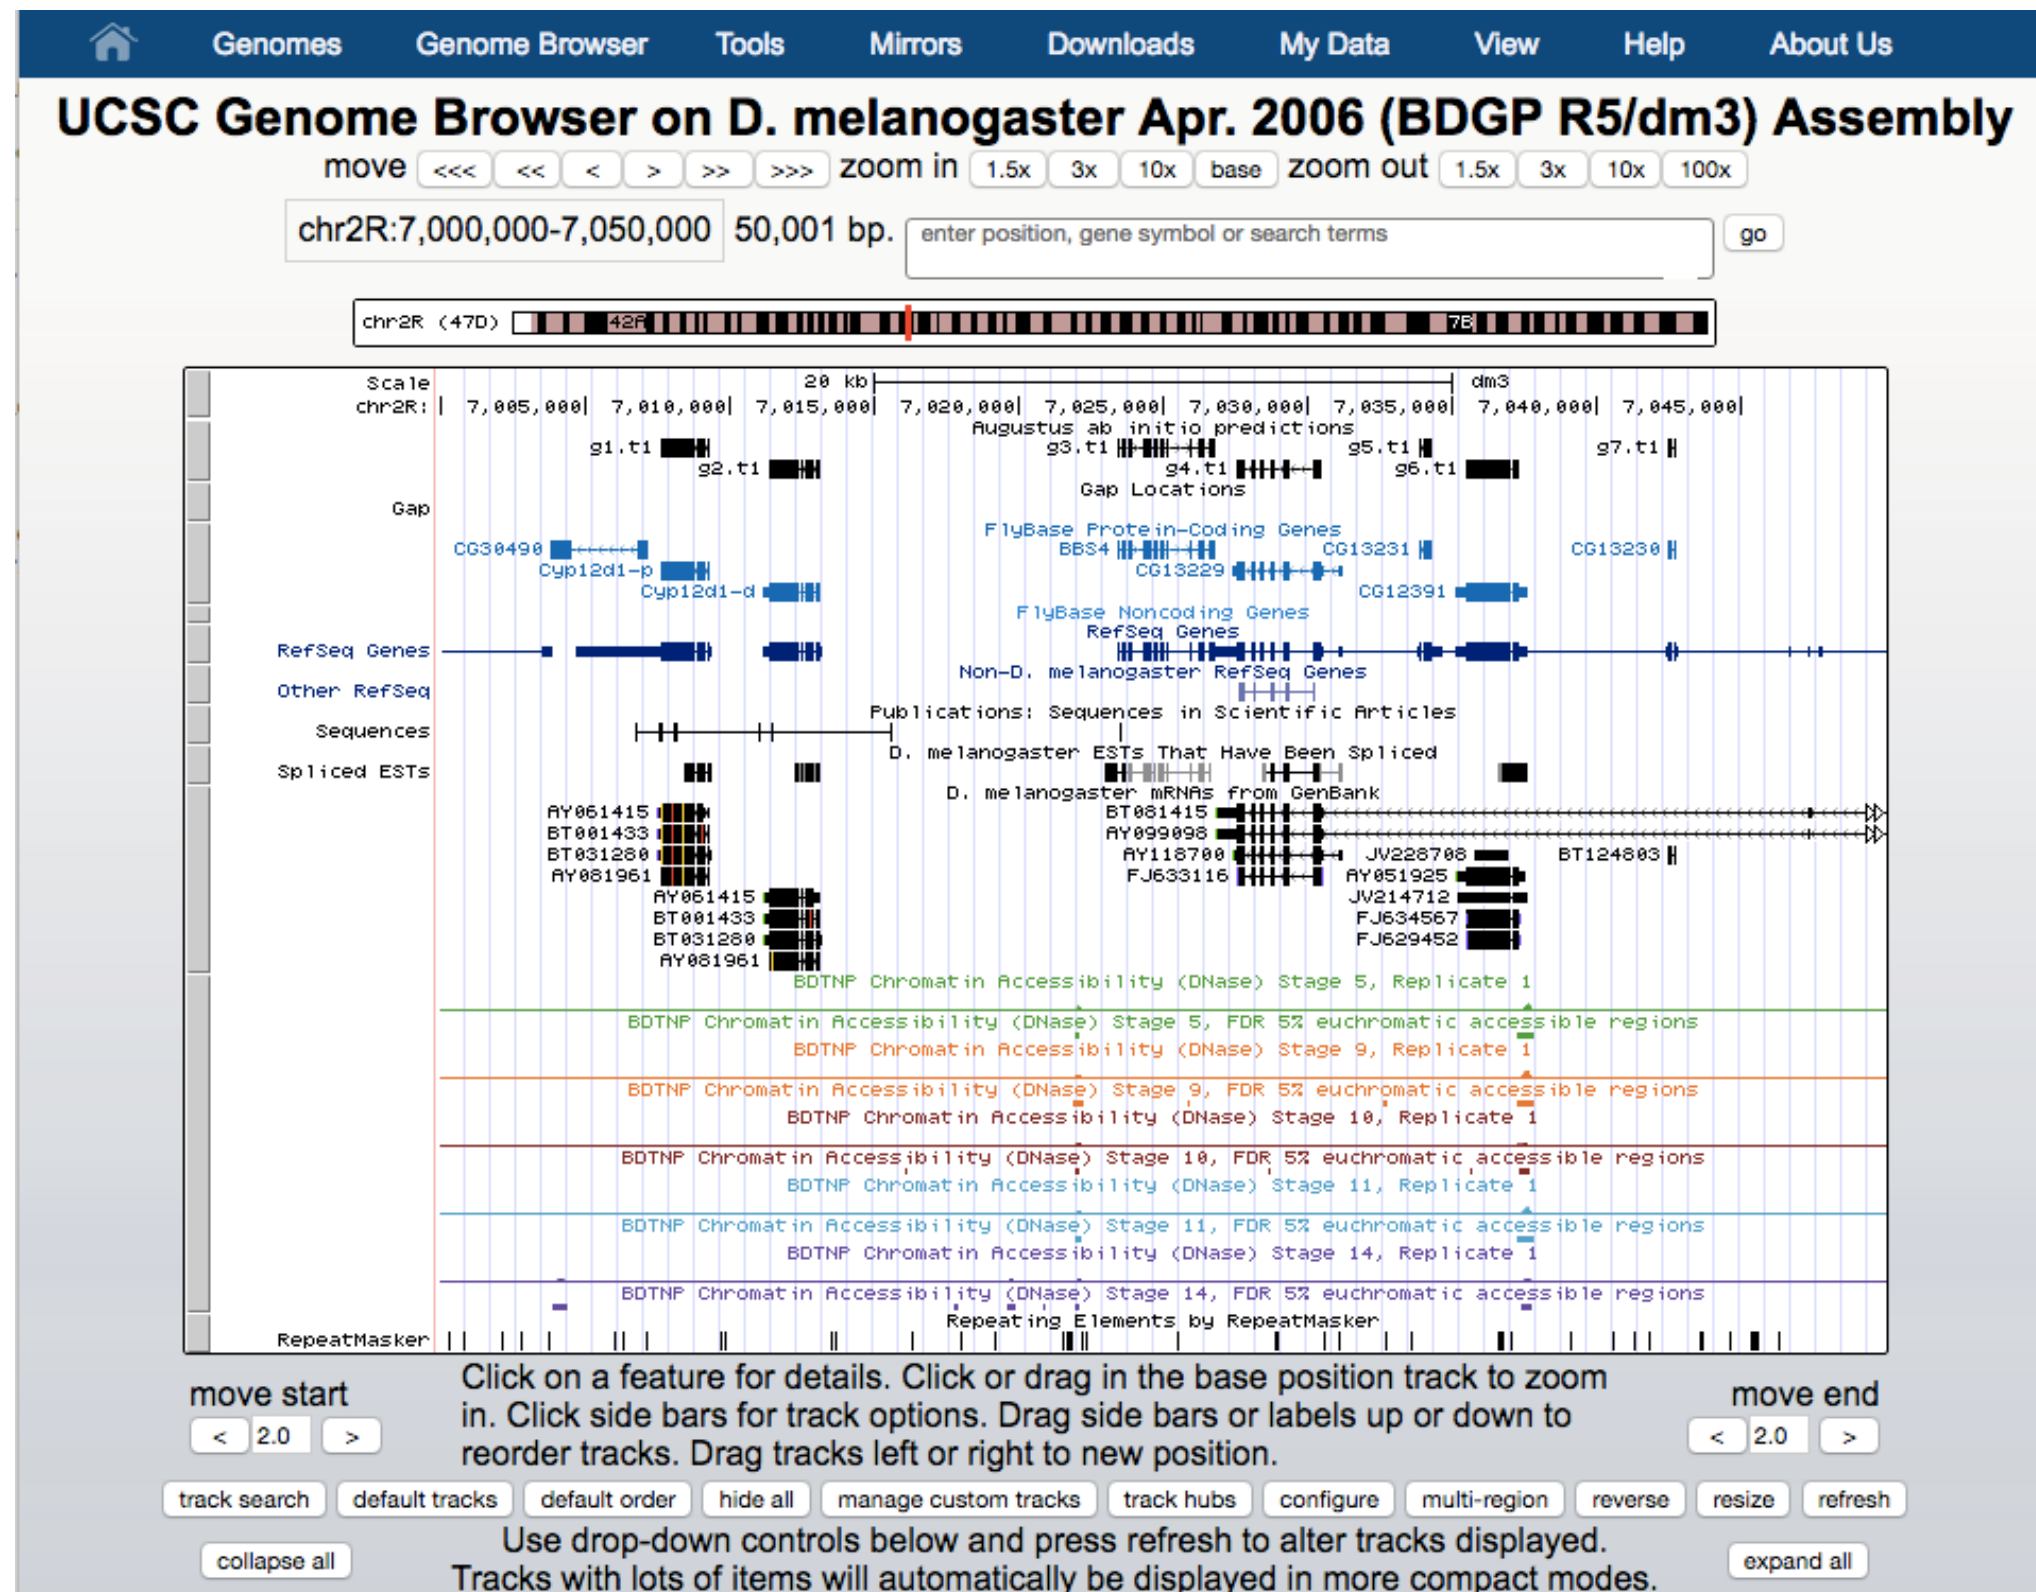 Genomes Genome Browser Tools Mirrors Downloads My Data View Help About Us
UCSC Genome Browser on D. melanogaster Apr. 2006 (BDGP R5/dm3) Assembly
move <<< << < > >> >>> zoom in 1.5x 3x 10x base zoom out 1.5x 3x 10x 100x
chr2R:7,000,000-7,050,000 50,001 bp. enter position, gene symbol or search terms go
chr2R (47D) 42A 7B
Scale 20 kb dm3
chr2R: | 7,005,000| 7,010,000| 7,015,000| 7,020,000| 7,025,000| 7,030,000| 7,035,000| 7,040,000| 7,045,000|
Augustus ab initio predictions
g1.t1 g3.t1 g5.t1 g7.t1
g2.t1 g4.t1 g6.t1
Gap Locations
Gap
FlyBase Protein-Coding Genes
CG30490 BBS4 CG13231 CG13230
Cyp12d1-p CG13229
Cyp12d1-d CG12391
FlyBase Noncoding Genes
RefSeq Genes
RefSeq Genes
Non-D. melanogaster RefSeq Genes
Other RefSeq
Publications: Sequences in Scientific Articles
Sequences
D. melanogaster ESTs That Have Been Spliced
Spliced ESTs
D. melanogaster mRNAs from GenBank
AY061415 BT081415
BT001433 AY099098
BT031280 AY118700 JV228708 BT124803
AY081961 FJ633116 AY051925
AY061415 JV214712
BT001433 FJ634567
BT031280 FJ629452
AY081961
BDTNP Chromatin Accessibility (DNase) Stage 5, Replicate 1
BDTNP Chromatin Accessibility (DNase) Stage 5, FDR 5% euchromatic accessible regions
BDTNP Chromatin Accessibility (DNase) Stage 9, Replicate 1
BDTNP Chromatin Accessibility (DNase) Stage 9, FDR 5% euchromatic accessible regions
BDTNP Chromatin Accessibility (DNase) Stage 10, Replicate 1
BDTNP Chromatin Accessibility (DNase) Stage 10, FDR 5% euchromatic accessible regions
BDTNP Chromatin Accessibility (DNase) Stage 11, Replicate 1
BDTNP Chromatin Accessibility (DNase) Stage 11, FDR 5% euchromatic accessible regions
BDTNP Chromatin Accessibility (DNase) Stage 14, Replicate 1
BDTNP Chromatin Accessibility (DNase) Stage 14, FDR 5% euchromatic accessible regions
Repeating Elements by RepeatMasker
RepeatMasker
move start
< 2.0 >
Click on a feature for details. Click or drag in the base position track to zoom
in. Click side bars for track options. Drag side bars or labels up or down to
reorder tracks. Drag tracks left or right to new position.
move end
< 2.0 >
track search default tracks default order hide all manage custom tracks track hubs configure multi-region reverse resize refresh
collapse all
Use drop-down controls below and press refresh to alter tracks displayed.
Tracks with lots of items will automatically be displayed in more compact modes.
expand all